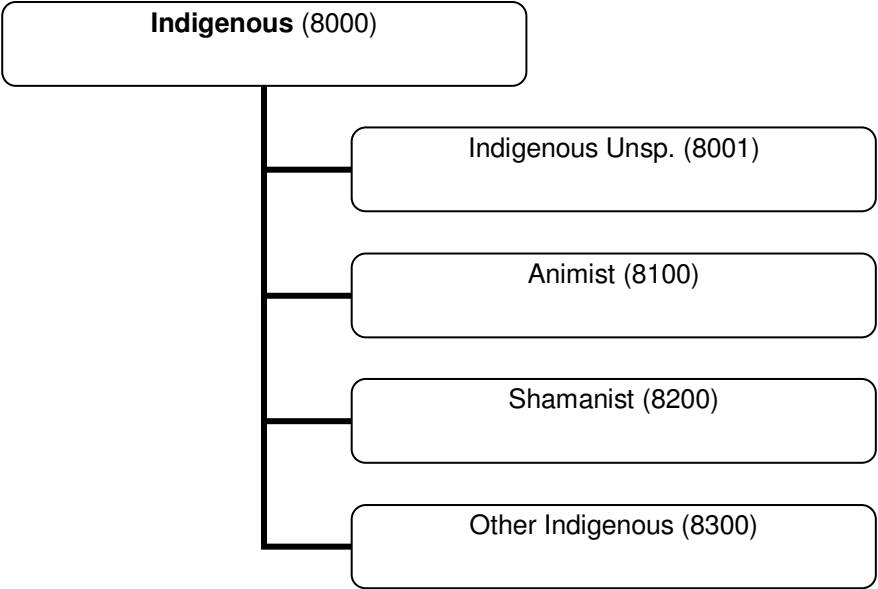 Indigenous (8000)
Indigenous Unsp. (8001)
Animist (8100)
Shamanist (8200)
Other Indigenous (8300)